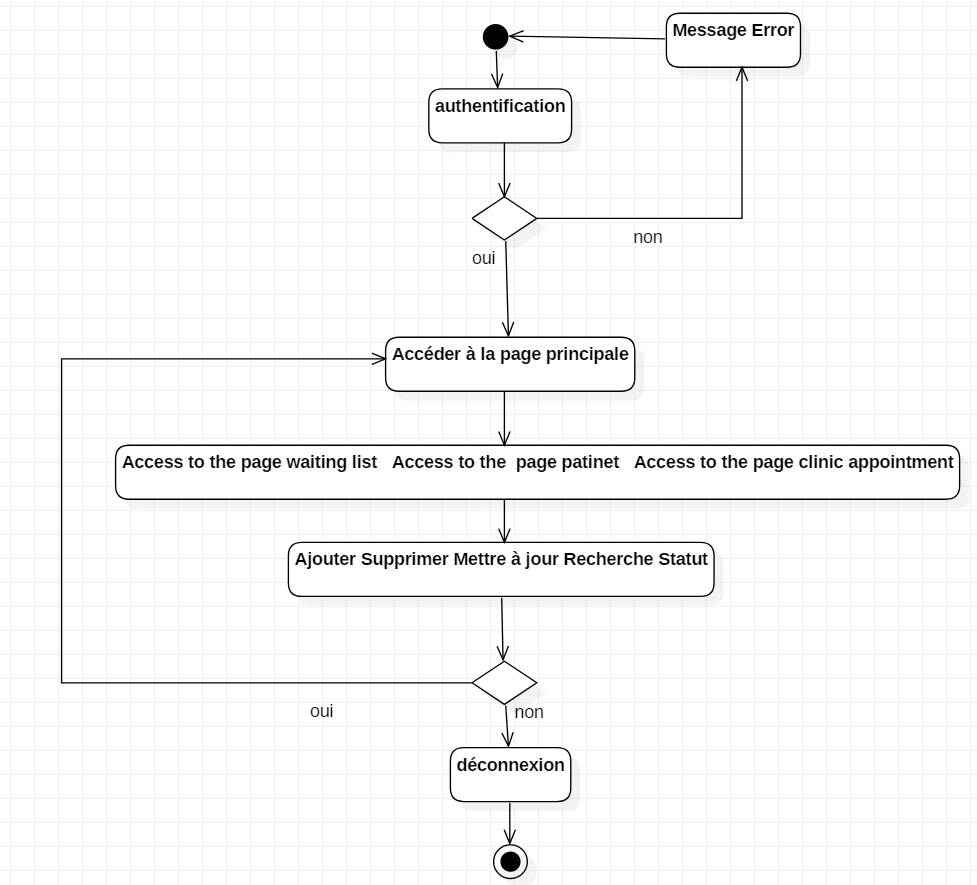 Message Error
authentification
non
oui
Accéder à la page principale
Access to the page waiting list   Access to the  page patinet   Access to the page clinic appointment
Ajouter Supprimer Mettre à jour Recherche Statut
oui
non
déconnexion